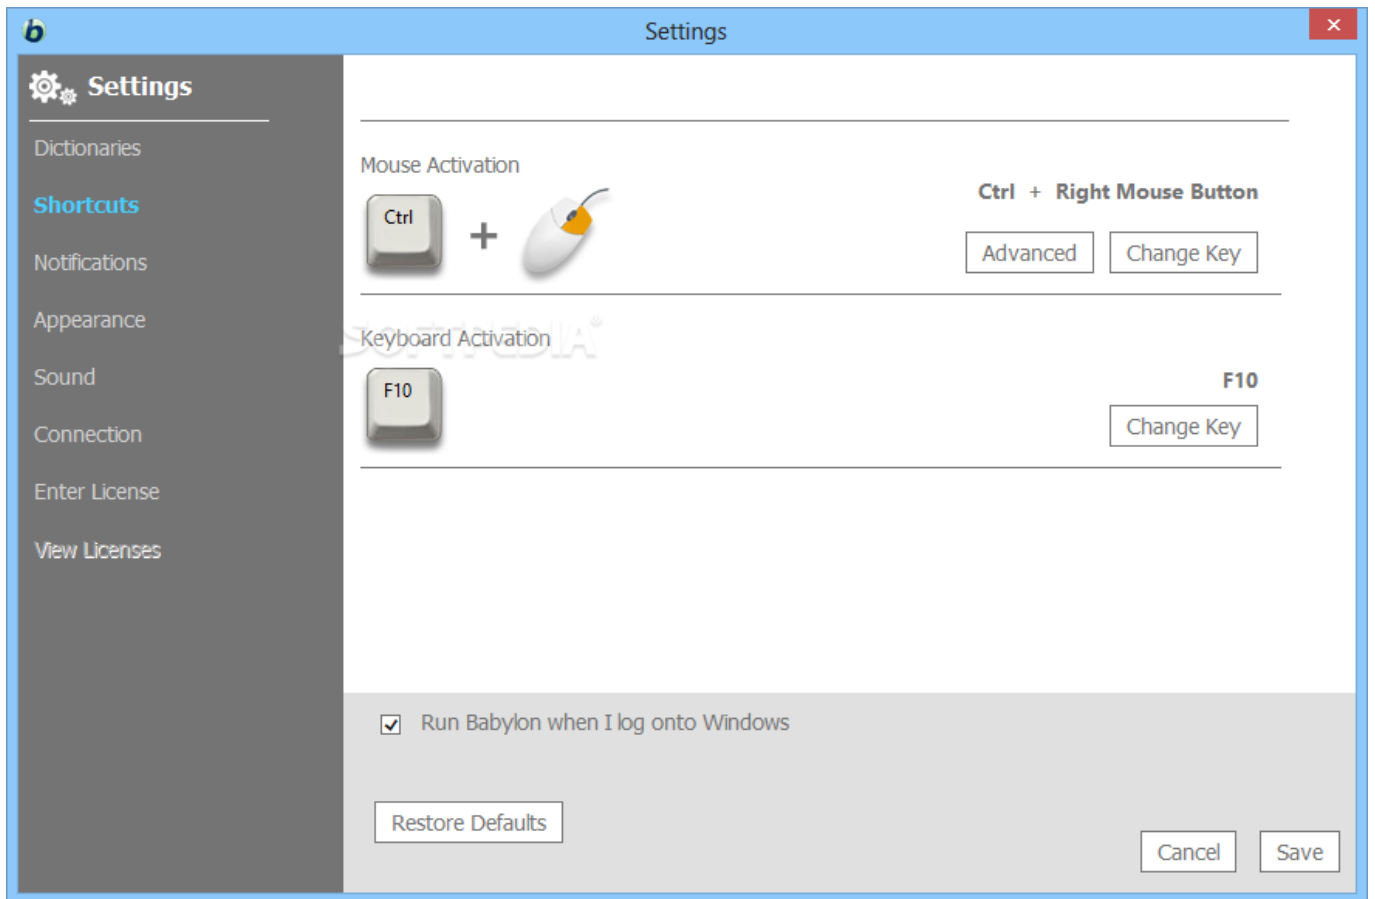 b
Settings
Settings
Dictionaries
Shortcuts
Notifications
Appearance
Sound
Connection
Enter License
View Licenses
Mouse Activation
Ctrl
+
Ctrl + Right Mouse Button
Advanced
Change Key
SOFTPEDIA®
Keyboard Activation
F10
F10
Change Key
Run Babylon when I log onto Windows
Restore Defaults
Cancel
Save